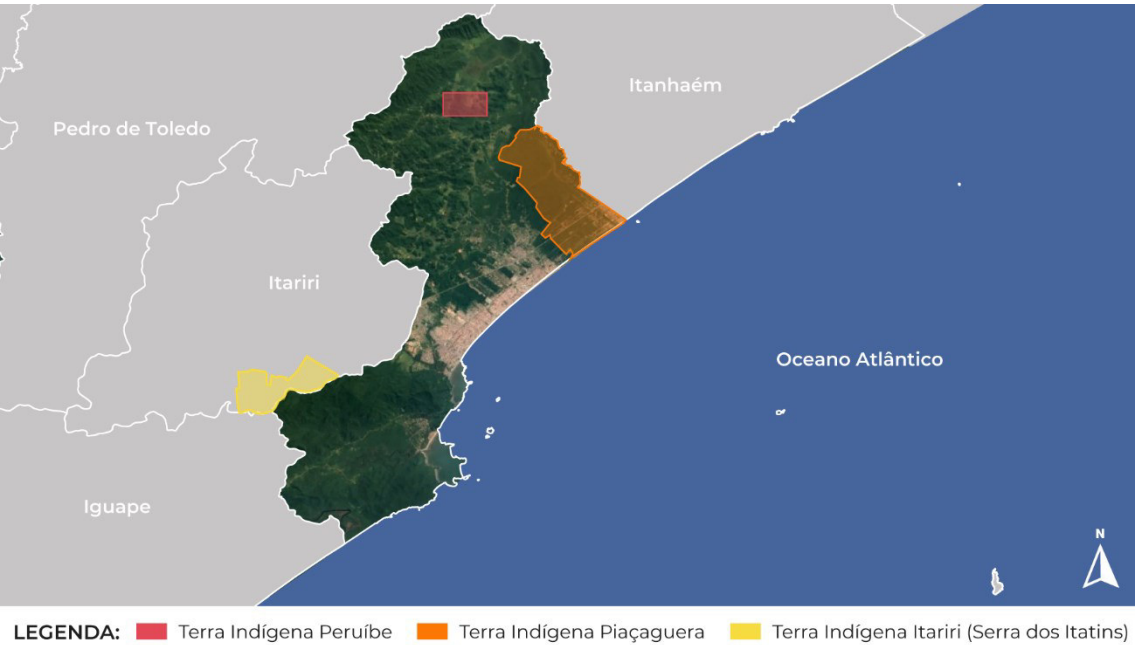 Itanhaém
Pedro de Toledo
Itariri
Oceano Atlântico
Iguape
N
LEGENDA: Terra Indígena Peruíbe Terra Indígena Piaçaguera Terra Indígena Itariri (Serra dos Itatins)